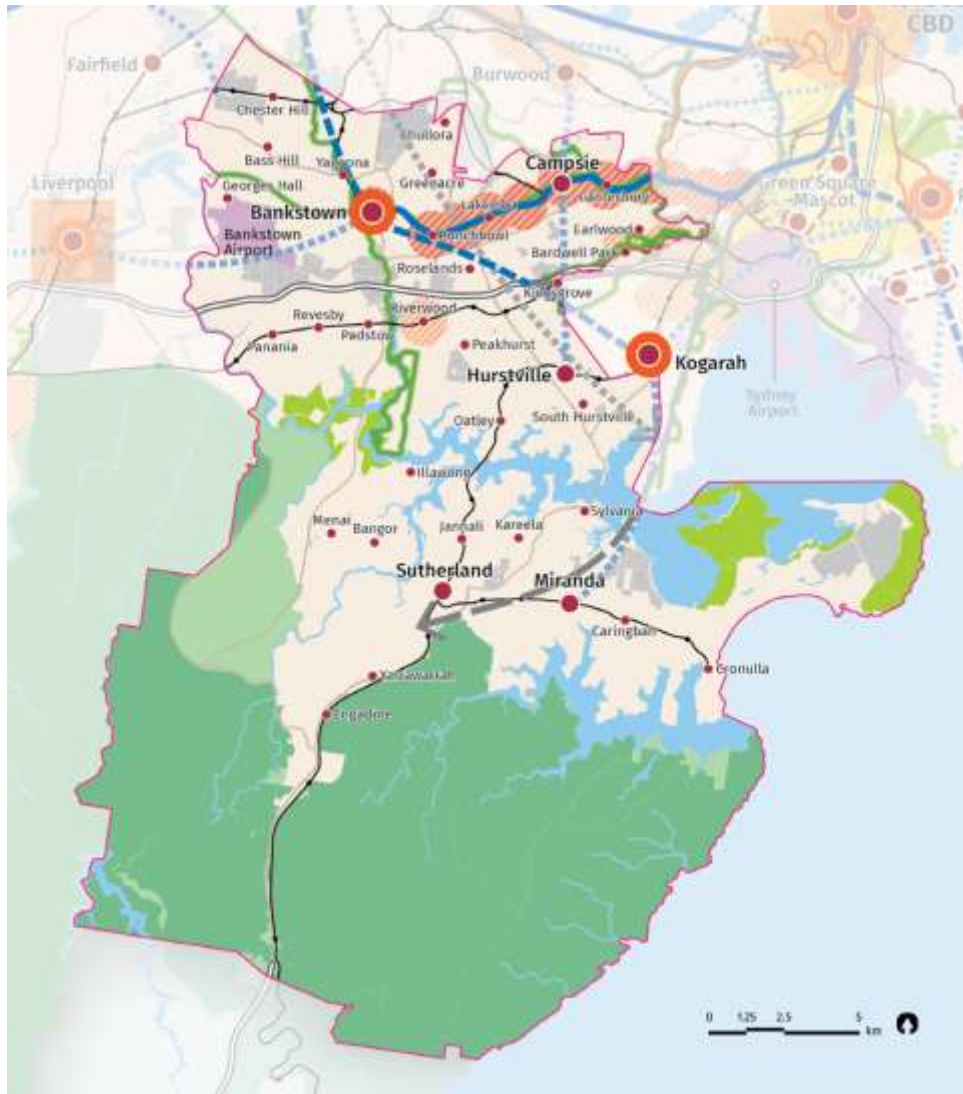 CBD
Fairfield
Burwood
Chester Hill
Chullora
Bass Hill
Yagoona
Campsie
Liverpool
Georges Hall
Greenacre
Lakemba
Canterbury
Green Square
-Mascot
Bankstown
Punchbowl
Earlwood
Bankstown
Airport
Bardwell Park
Roselands
Kingsgrove
Riverwood
Revesby
Padstow
Panania
Peakhurst
Kogarah
Hurstville
Sydney
Airport
South Hurstville
Oatley
Illawong
Sylvania
Menai
Bangor
Jannali
Kareela
Sutherland
Miranda
Caringbah
Cronulla
Yarrawarrah
Engadine
0 1.25 2.5 5
km